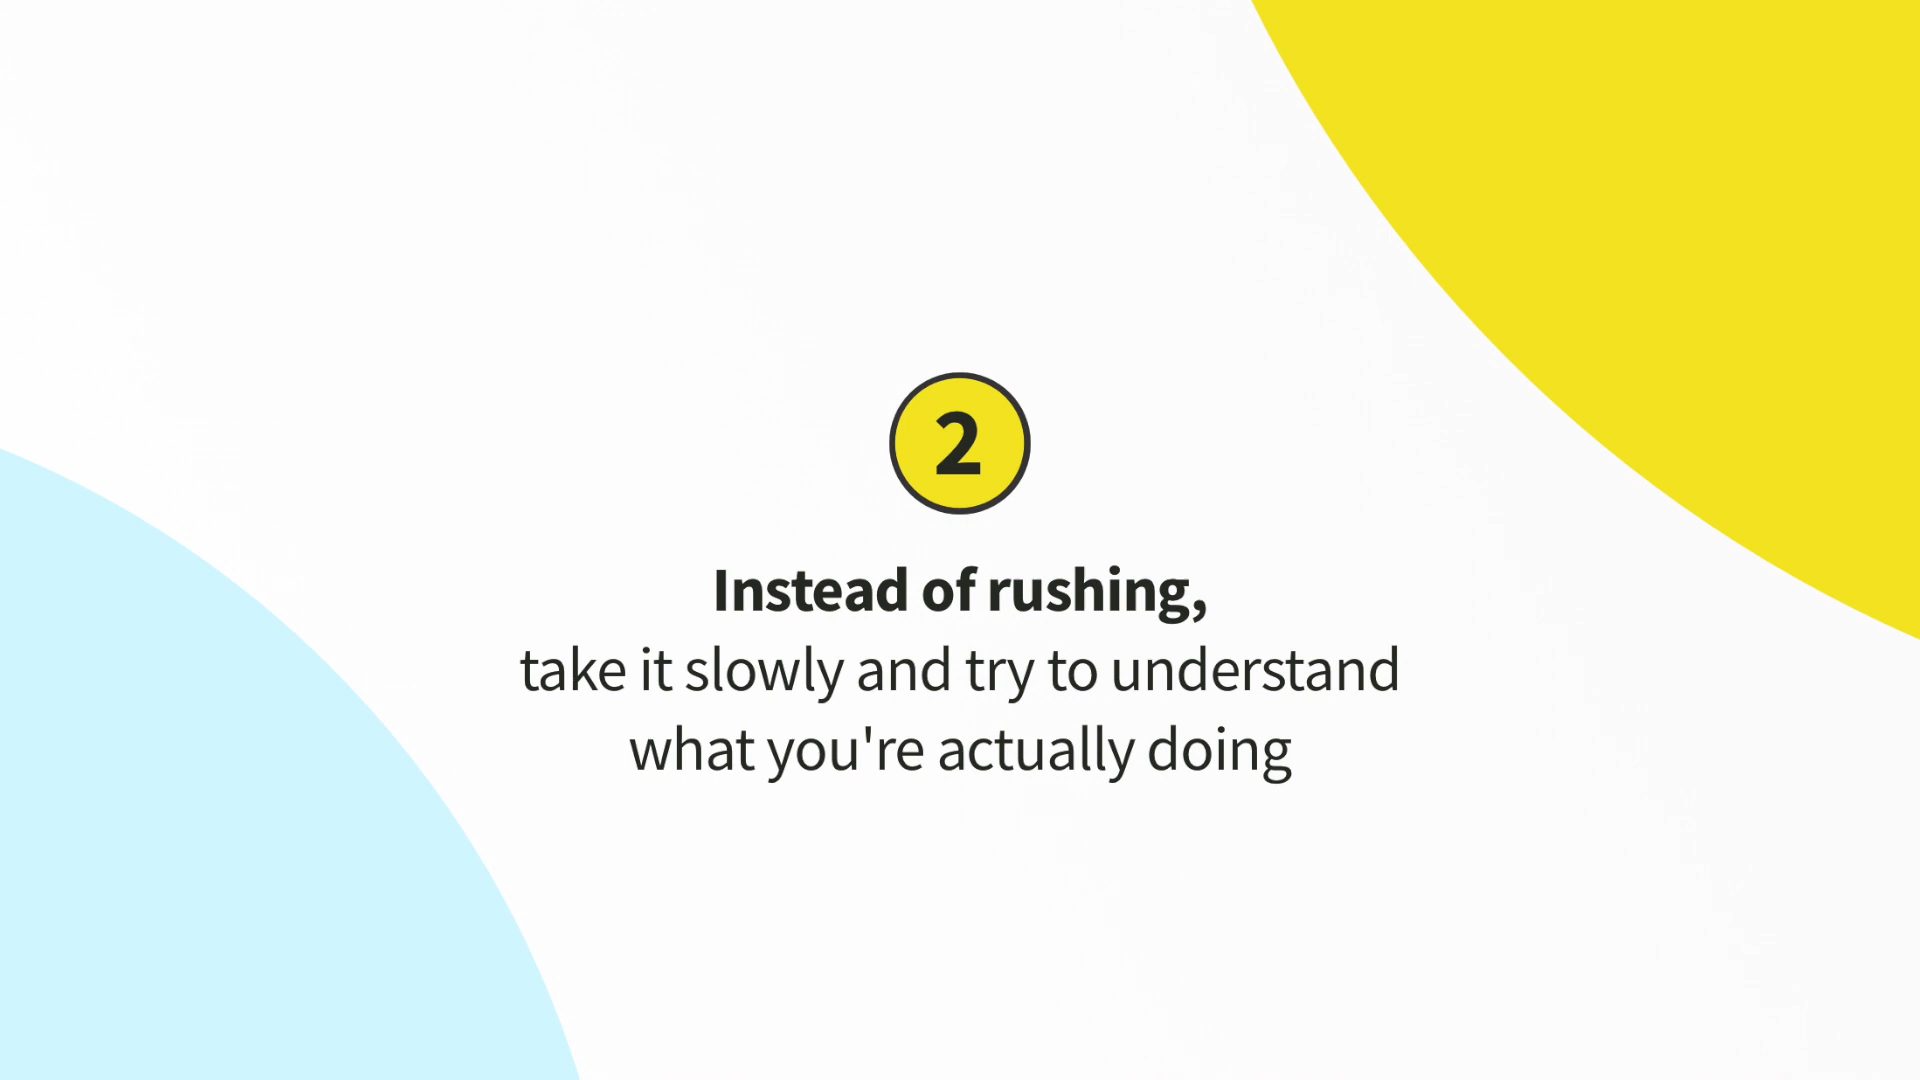 2
Instead of rushing,
take it slowly and try to understand
what you're actually doing